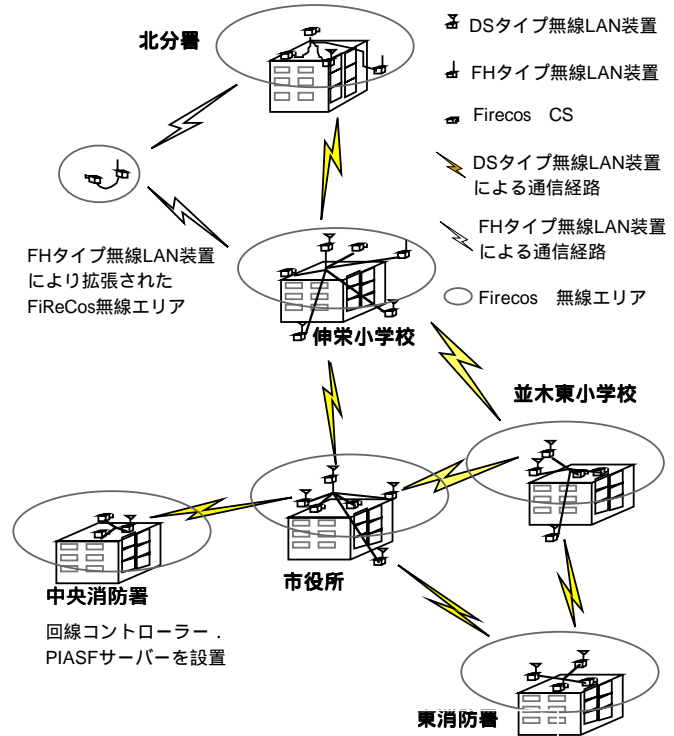 北分署
DSタイプ無線LAN装置
FHタイプ無線LAN装置
Firecos CS
DSタイプ無線LAN装置
による通信経路
FHタイプ無線LAN装置
による通信経路
Firecos 無線エリア
FHタイプ無線LAN装置
により拡張された
FiReCos無線エリア
伸栄小学校
並木東小学校
市役所
中央消防署
回線コントローラー．
PIASFサーバーを設置
東消防署